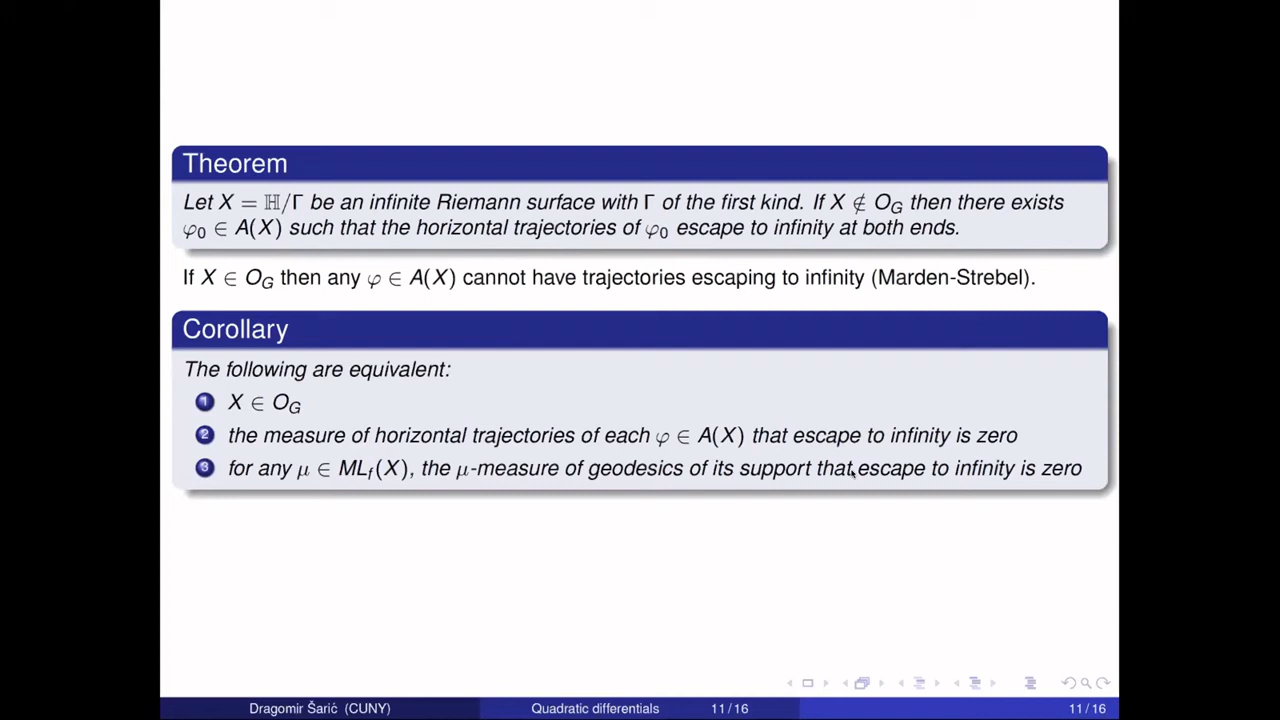 Theorem
Let X = ℍ/Γ be an infinite Riemann surface with Γ of the first kind. If X ∉ O_G then there exists
φ₀ ∈ A(X) such that the horizontal trajectories of φ₀ escape to infinity at both ends.
If X ∈ O_G then any φ ∈ A(X) cannot have trajectories escaping to infinity (Marden-Strebel).
Corollary
The following are equivalent:
1 X ∈ O_G
2 the measure of horizontal trajectories of each φ ∈ A(X) that escape to infinity is zero
3 for any μ ∈ ML_f(X), the μ-measure of geodesics of its support that escape to infinity is zero
Dragomir Šarić (CUNY) Quadratic differentials 11 / 16 11 / 16